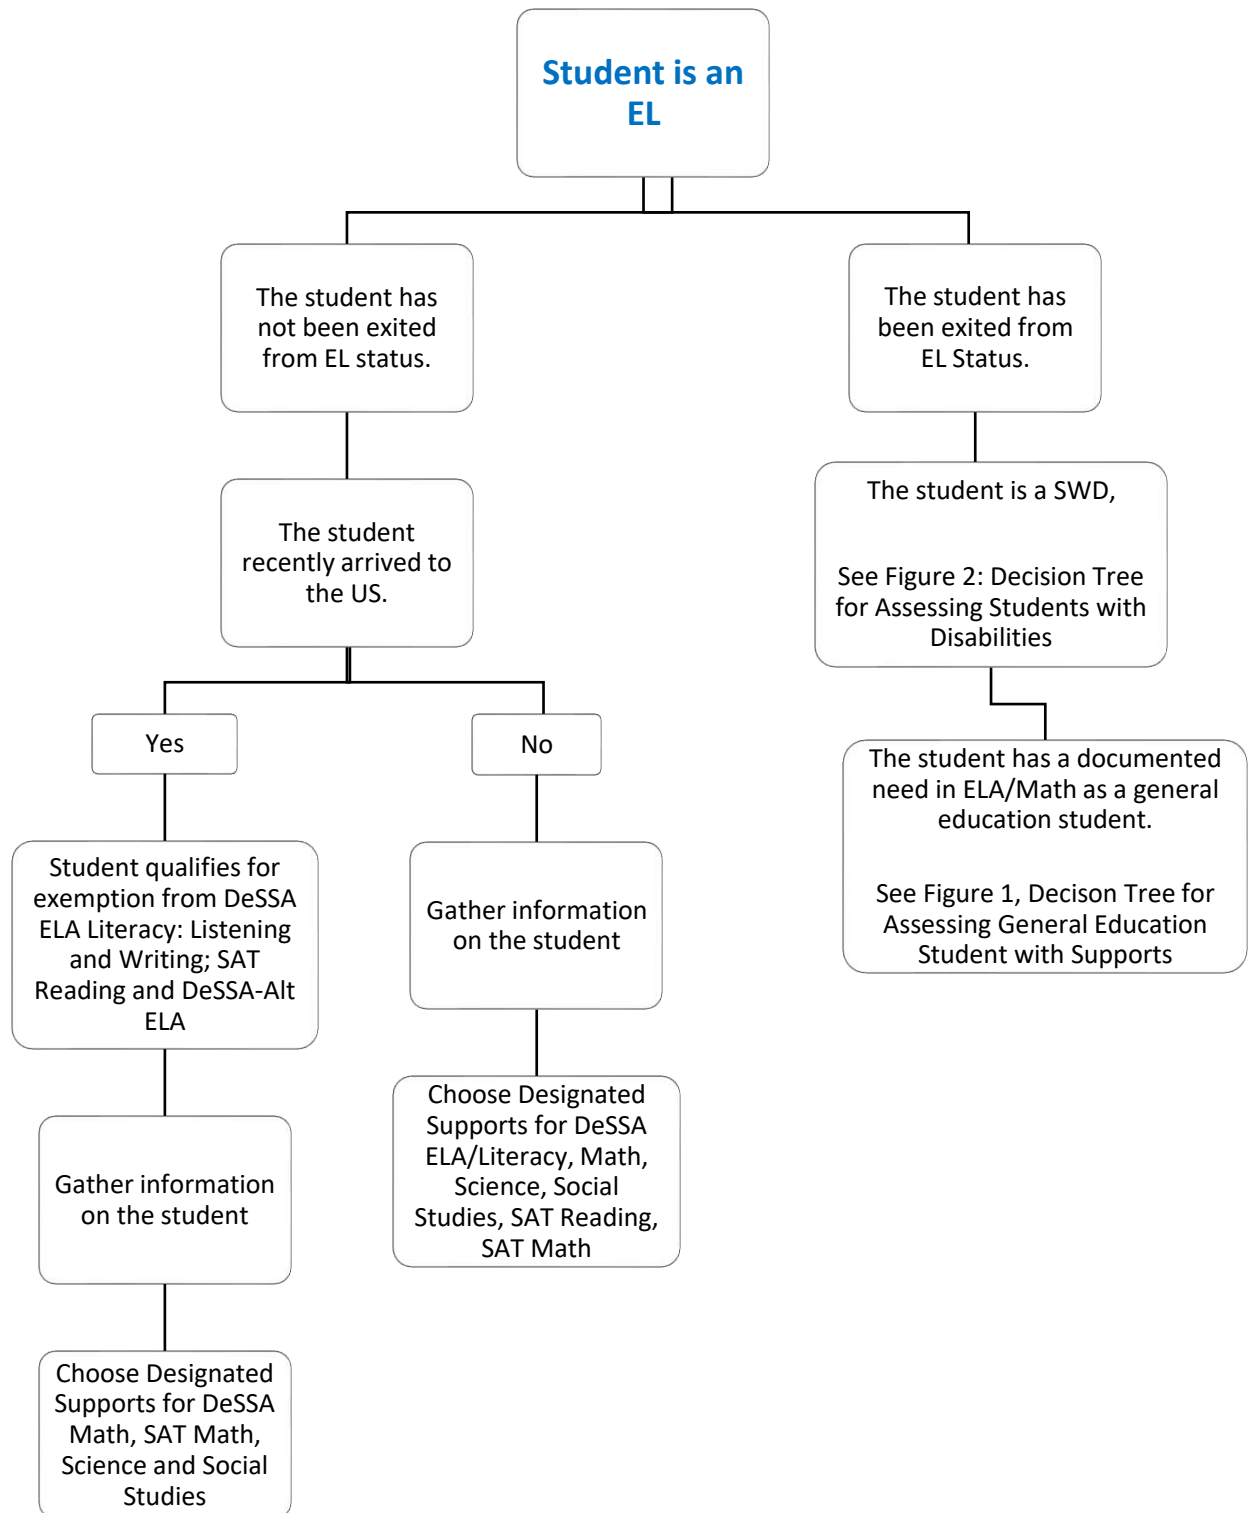 Student is an
EL
The student has
not been exited
from EL status.
The student has
been exited from
EL Status.
The student
recently arrived to
the US.
The student is a SWD,
See Figure 2: Decision Tree
for Assessing Students with
Disabilities
Yes
No
The student has a documented
need in ELA/Math as a general
education student.
See Figure 1, Decison Tree for
Assessing General Education
Student with Supports
Student qualifies for
exemption from DeSSA
ELA Literacy: Listening
and Writing; SAT
Reading and DeSSA-Alt
ELA
Gather information
on the student
Choose Designated
Supports for DeSSA
ELA/Literacy, Math,
Science, Social
Studies, SAT Reading,
SAT Math
Gather information
on the student
Choose Designated
Supports for DeSSA
Math, SAT Math,
Science and Social
Studies